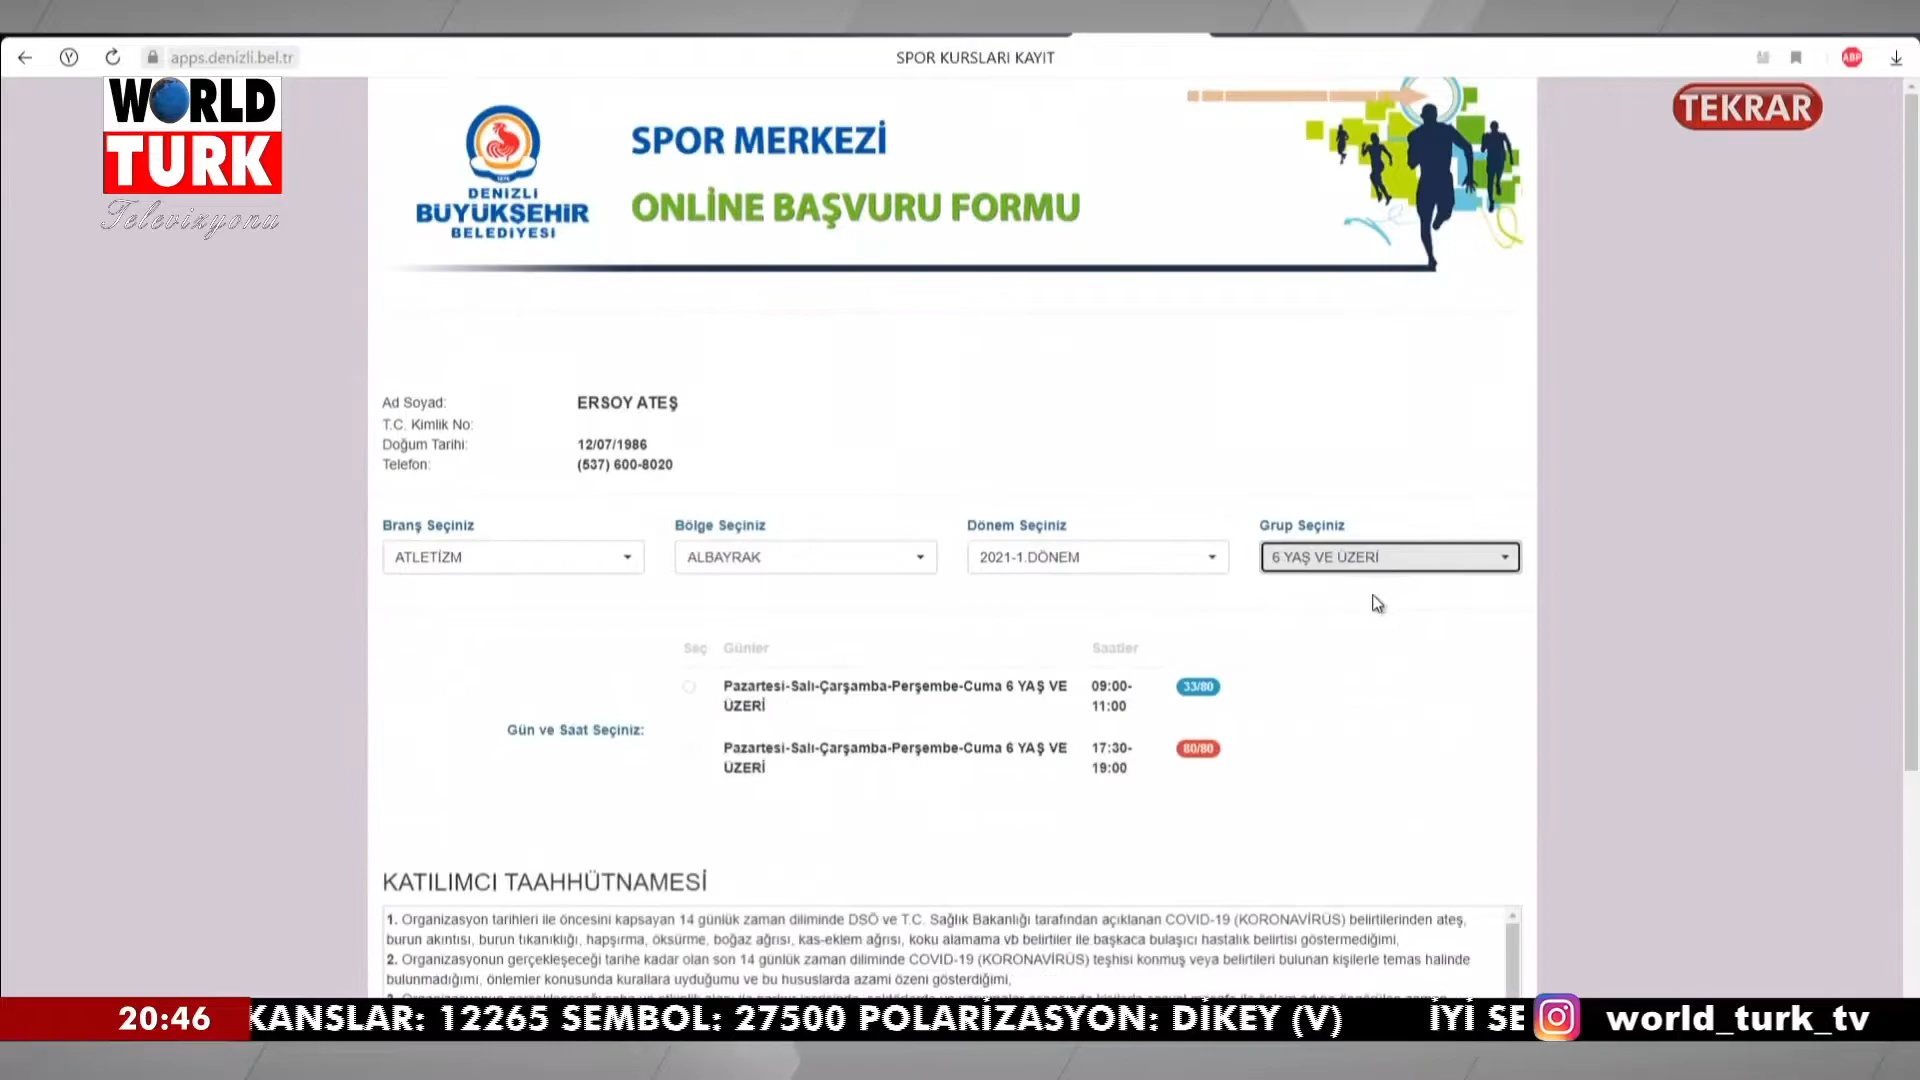 apps.denizli.bel.tr
SPOR KURSLARI KAYIT
ABP
WORLD
TURK
Televizyonu
TEKRAR
DENIZLI
BÜYÜKŞEHİR
BELEDİYESİ
SPOR MERKEZİ
ONLİNE BAŞVURU FORMU
Ad Soyad: ERSOY ATEŞ
T.C. Kimlik No:
Doğum Tarihi: 12/07/1986
Telefon: (537) 600-8020
Branş Seçiniz Bölge Seçiniz Dönem Seçiniz Grup Seçiniz
ATLETİZM ALBAYRAK 2021-1.DÖNEM 6 YAŞ VE ÜZERİ
Seç Günler Saatler
Pazartesi-Salı-Çarşamba-Perşembe-Cuma 6 YAŞ VE 09:00- 33/80
ÜZERİ 11:00
Gün ve Saat Seçiniz:
Pazartesi-Salı-Çarşamba-Perşembe-Cuma 6 YAŞ VE 17:30- 80/80
ÜZERİ 19:00
KATILIMCI TAAHHÜTNAMESİ
1. Organizasyon tarihleri ile öncesini kapsayan 14 günlük zaman diliminde DSÖ ve T.C. Sağlık Bakanlığı tarafından açıklanan COVID-19 (KORONAVİRÜS) belirtilerinden ateş,
burun akıntısı, burun tıkanıklığı, hapşırma, öksürme, boğaz ağrısı, kas-eklem ağrısı, koku alamama vb belirtiler ile başkaca bulaşıcı hastalık belirtisi göstermediğimi,
2. Organizasyonun gerçekleşeceği tarihe kadar olan son 14 günlük zaman diliminde COVID-19 (KORONAVİRÜS) teşhisi konmuş veya belirtileri bulunan kişilerle temas halinde
bulunmadığımı, önlemler konusunda kurallara uyduğumu ve bu hususlarda azami özeni gösterdiğimi,
20:46 KANSLAR: 12265 SEMBOL: 27500 POLARİZASYON: DİKEY (V) İYİ SE world_turk_tv